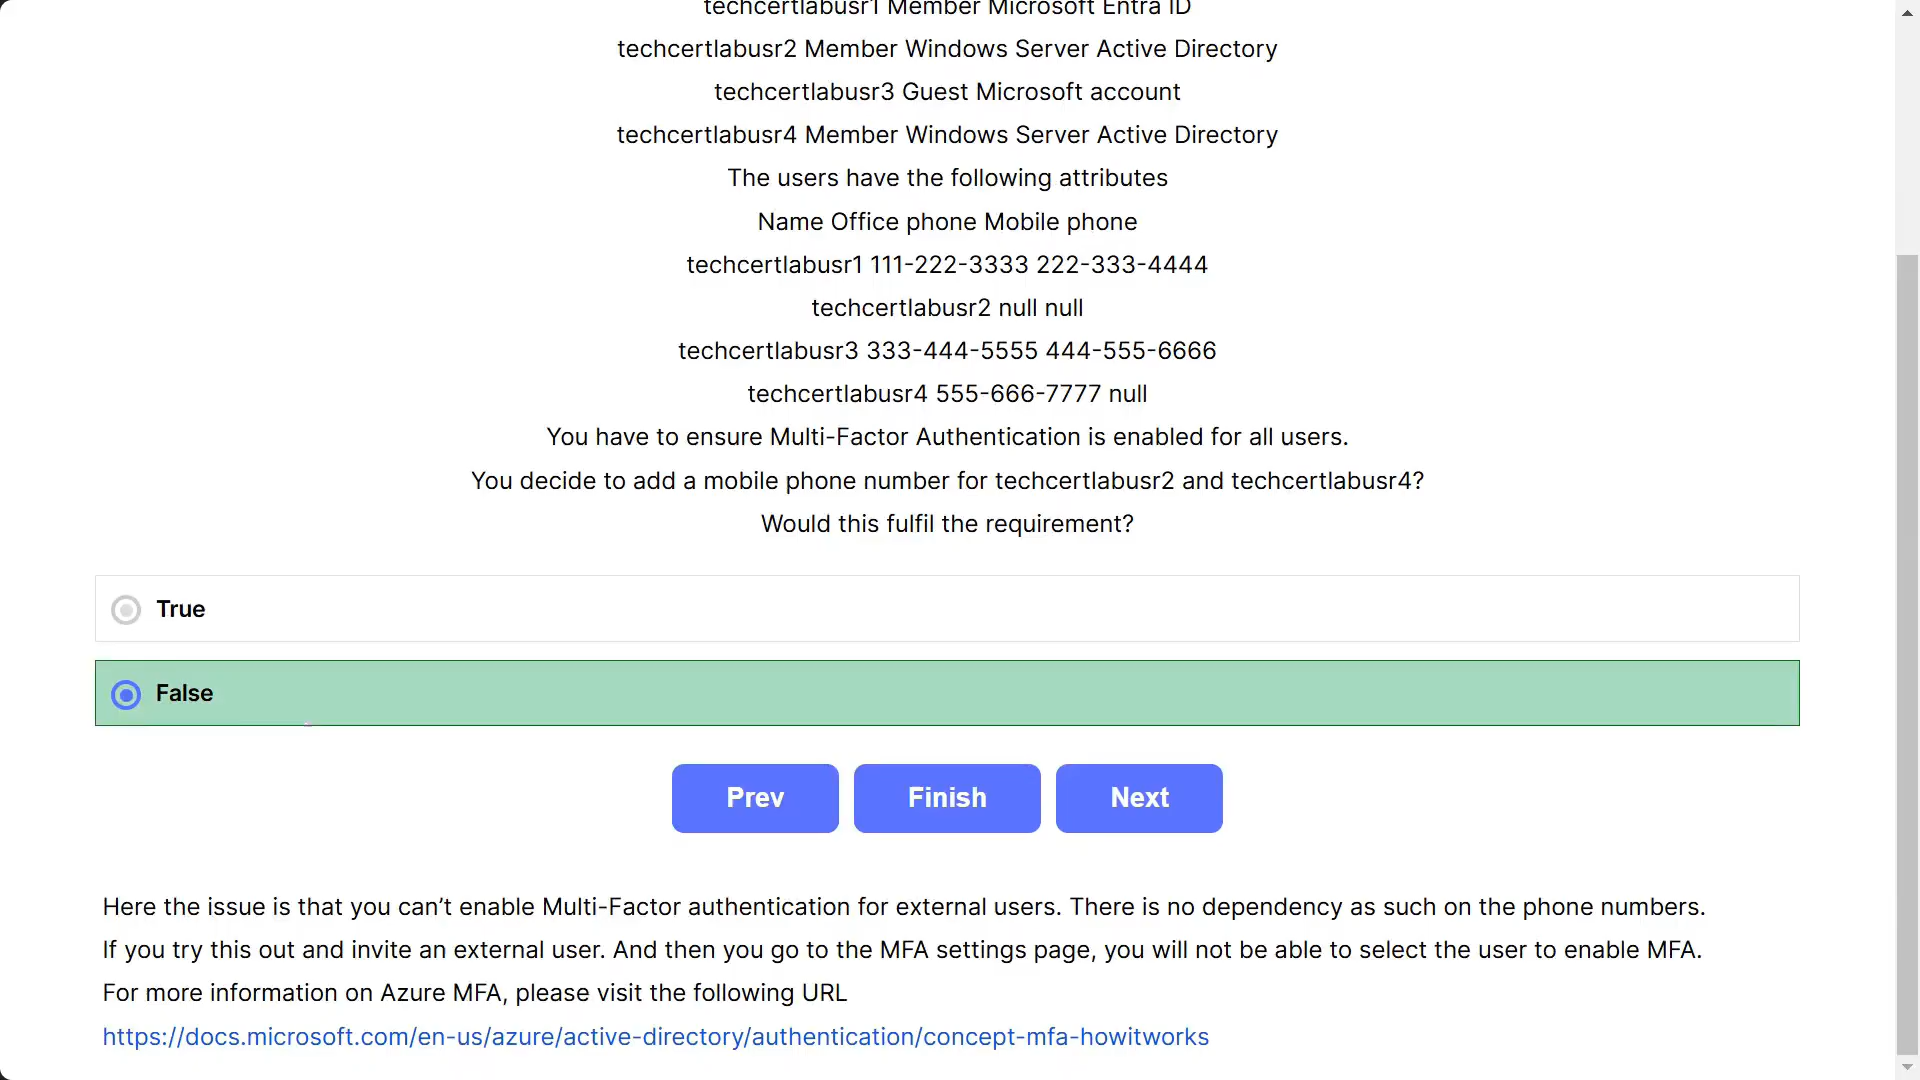 techcertlabusr1 Member Microsoft Entra ID
techcertlabusr2 Member Windows Server Active Directory
techcertlabusr3 Guest Microsoft account
techcertlabusr4 Member Windows Server Active Directory
The users have the following attributes
Name Office phone Mobile phone
techcertlabusr1 111-222-3333 222-333-4444
techcertlabusr2 null null
techcertlabusr3 333-444-5555 444-555-6666
techcertlabusr4 555-666-7777 null
You have to ensure Multi-Factor Authentication is enabled for all users.
You decide to add a mobile phone number for techcertlabusr2 and techcertlabusr4?
Would this fulfil the requirement?
True
False
Prev Finish Next
Here the issue is that you can’t enable Multi-Factor authentication for external users. There is no dependency as such on the phone numbers.
If you try this out and invite an external user. And then you go to the MFA settings page, you will not be able to select the user to enable MFA.
For more information on Azure MFA, please visit the following URL
https://docs.microsoft.com/en-us/azure/active-directory/authentication/concept-mfa-howitworks